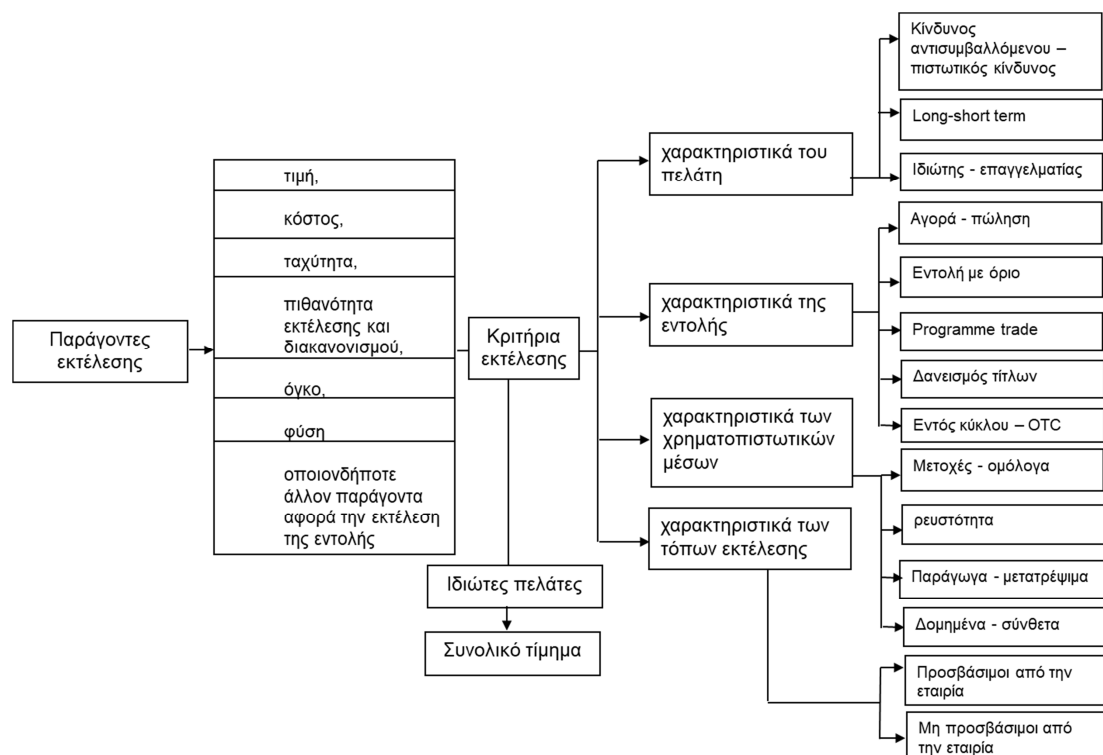 Παράγοντες
εκτέλεσης
τιμή,
κόστος,
ταχύτητα,
πιθανότητα
εκτέλεσης και
διακανονισμού,
όγκο,
φύση
οποιονδήποτε
άλλον παράγοντα
αφορά την εκτέλεση
της εντολής
Κριτήρια
εκτέλεσης
Ιδιώτες πελάτες
Συνολικό τίμημα
χαρακτηριστικά του
πελάτη
Κίνδυνος
αντισυμβαλλόμενου –
πιστωτικός κίνδυνος
Long-short term
Ιδιώτης - επαγγελματίας
χαρακτηριστικά της
εντολής
Αγορά - πώληση
Εντολή με όριο
Programme trade
Δανεισμός τίτλων
Εντός κύκλου – OTC
χαρακτηριστικά των
χρηματοπιστωτικών
μέσων
Μετοχές - ομόλογα
ρευστότητα
Παράγωγα - μετατρέψιμα
Δομημένα - σύνθετα
χαρακτηριστικά των
τόπων εκτέλεσης
Προσβάσιμοι από την
εταιρία
Μη προσβάσιμοι από
την εταιρία